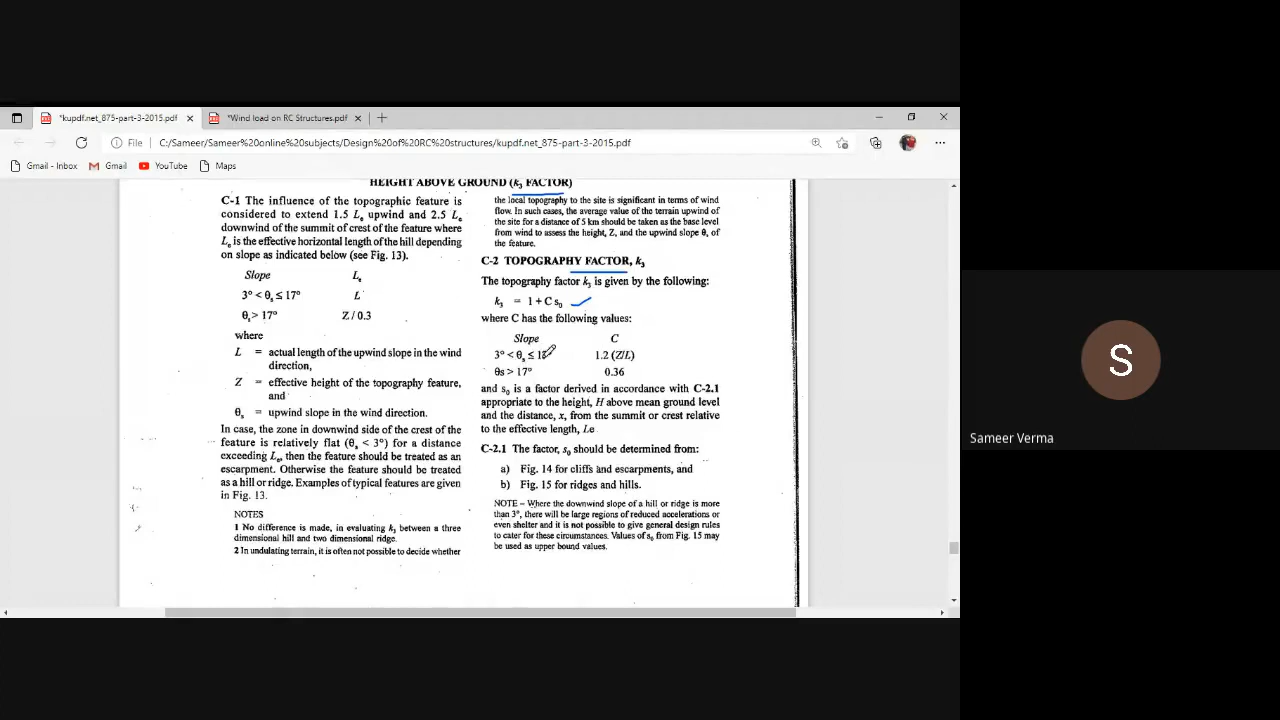 *kupdf.net_875-part-3-2015.pdf
*Wind load on RC Structures.pdf
File
C:/Sameer/Sameer%20online%20subjects/Design%20of%20RC%20structures/kupdf.net_875-part-3-2015.pdf
Gmail - Inbox
Gmail
YouTube
Maps
HEIGHT ABOVE GROUND (k3 FACTOR)
C-1 The influence of the topographic feature is
considered to extend 1.5 Le upwind and 2.5 Le
downwind of the summit of crest of the feature where
Le is the effective horizontal length of the hill depending
on slope as indicated below (see Fig. 13).
Slope Le
3° < θs ≤ 17° L
θs > 17° Z / 0.3
where
L = actual length of the upwind slope in the wind
direction,
Z = effective height of the topography feature,
and
θs = upwind slope in the wind direction.
In case, the zone in downwind side of the crest of the
feature is relatively flat (θs < 3°) for a distance
exceeding Le, then the feature should be treated as an
escarpment. Otherwise the feature should be treated
as a hill or ridge. Examples of typical features are given
in Fig. 13.
NOTES
1 No difference is made, in evaluating k3 between a three
dimensional hill and two dimensional ridge.
2 In undulating terrain, it is often not possible to decide whether
the local topography to the site is significant in terms of wind
flow. In such cases, the average value of the terrain upwind of
the site for a distance of 5 km should be taken as the base level
from wind to assess the height, Z, and the upwind slope θ, of
the feature.
C-2 TOPOGRAPHY FACTOR, k3
The topography factor k3 is given by the following:
k3 = 1 + C s0
where C has the following values:
Slope C
3° < θs ≤ 1 1.2 (Z/L)
θs > 17° 0.36
and s0 is a factor derived in accordance with C-2.1
appropriate to the height, H above mean ground level
and the distance, x, from the summit or crest relative
to the effective length, Le
C-2.1 The factor, s0 should be determined from:
a) Fig. 14 for cliffs and escarpments, and
b) Fig. 15 for ridges and hills.
NOTE – Where the downwind slope of a hill or ridge is more
than 3°, there will be large regions of reduced accelerations or
even shelter and it is not possible to give general design rules
to cater for these circumstances. Values of s0 from Fig. 15 may
be used as upper bound values.
S
Sameer Verma